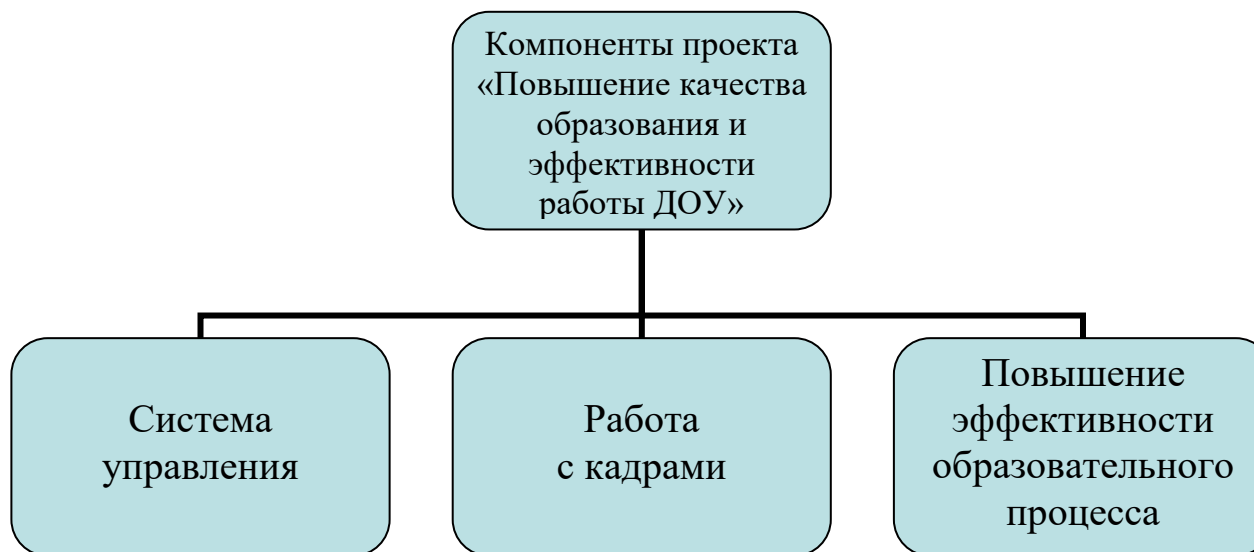 Компоненты проекта
«Повышение качества
образования и
эффективности
работы ДОУ»
Система
управления
Работа
с кадрами
Повышение
эффективности
образовательного
процесса